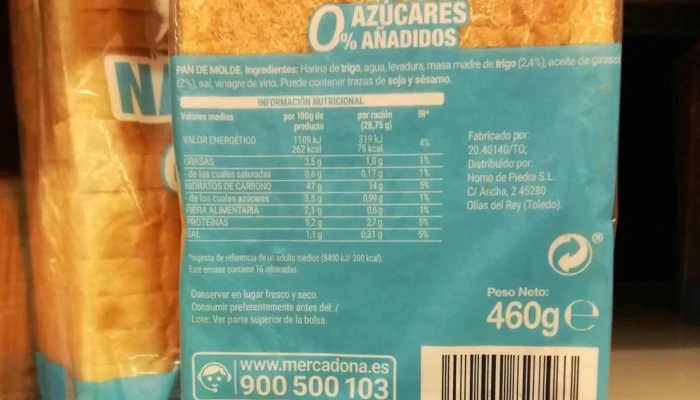 0% AZÚCARES
AÑADIDOS
NA
PAN DE MOLDE. Ingredientes: Harina de trigo, agua, levadura, masa madre de trigo (2,4%), aceite de girasol
(2%), sal, vinagre de vino. Puede contener trazas de soja y sésamo.
INFORMACIÓN NUTRICIONAL
Valores medios por 100g de producto por ración (28,75 g) IR*
VALOR ENERGÉTICO 1109 kJ 319 kJ 4%
262 kcal 75 kcal
GRASAS 3,5 g 1,0 g 1%
- de las cuales saturadas 0,6 g 0,17 g 1%
HIDRATOS DE CARBONO 47 g 14 g 5%
- de los cuales azúcares 3,5 g 0,99 g 1%
FIBRA ALIMENTARIA 2,1 g 0,6 g 1%
PROTEÍNAS 9,2 g 2,7 g 5%
SAL 1,1 g 0,31 g 5%
*Ingesta de referencia de un adulto medios (8400 kJ/ 200 kcal).
Este envase contiene 16 rebanadas.
Conservar en lugar fresco y seco.
Consumir preferentemente antes del: /
Lote: Ver parte superior de la bolsa.
Fabricado por:
20.40140/TO;
Distribuido por:
Horno de Piedra S.L.
C/ Ancha, 2 45280
Olías del Rey (Toledo).
®
Peso Neto:
460g e
www.mercadona.es
900 500 103